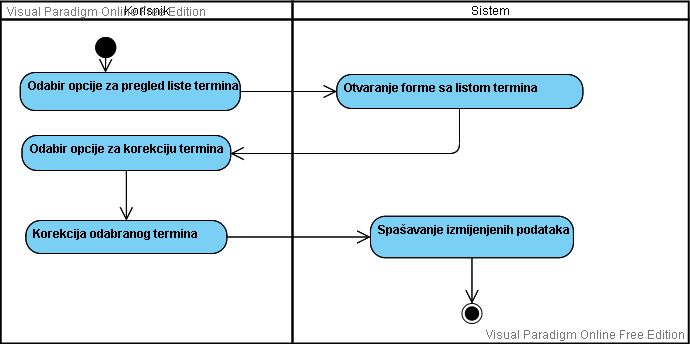 Visual Paradigm Online Free Edition
Korisnik
Sistem
Odabir opcije za pregled liste termina
Otvaranje forme sa listom termina
Odabir opcije za korekciju termina
Korekcija odabranog termina
Spašavanje izmijenjenih podataka
Visual Paradigm Online Free Edition